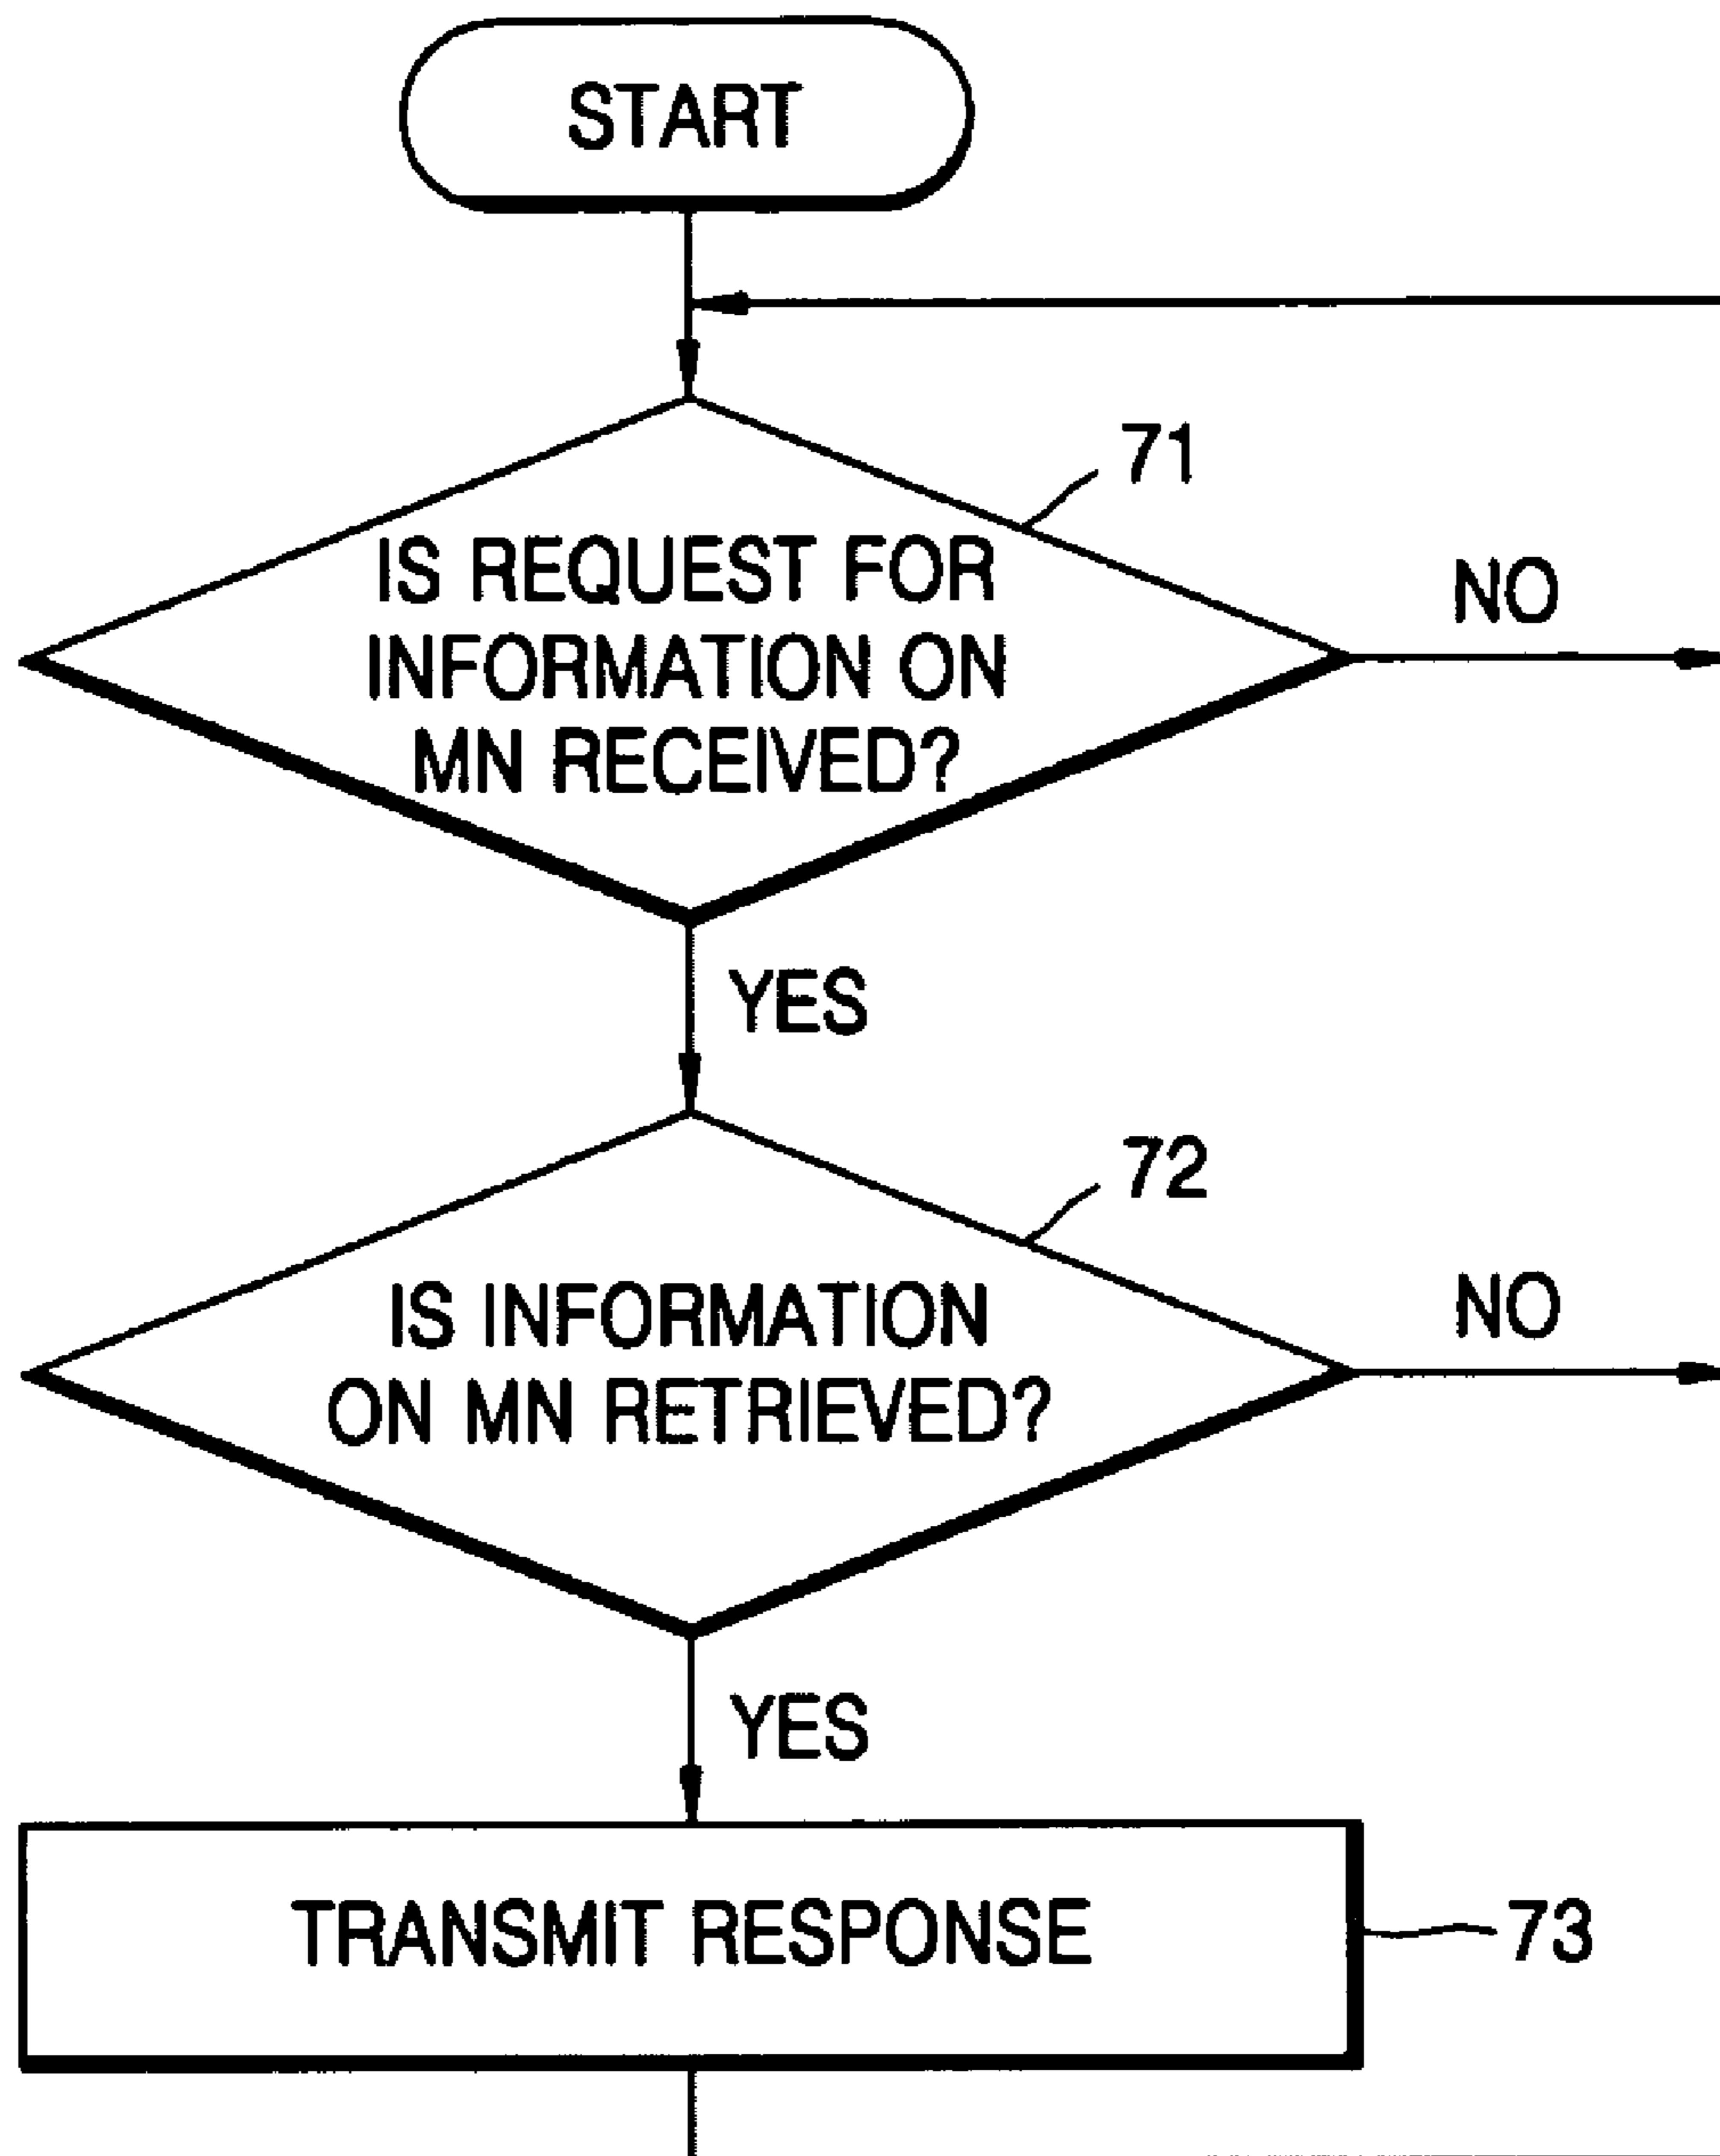 START
71
IS REQUEST FOR
INFORMATION ON
MN RECEIVED?
NO
YES
72
IS INFORMATION
ON MN RETRIEVED?
NO
YES
TRANSMIT RESPONSE
73